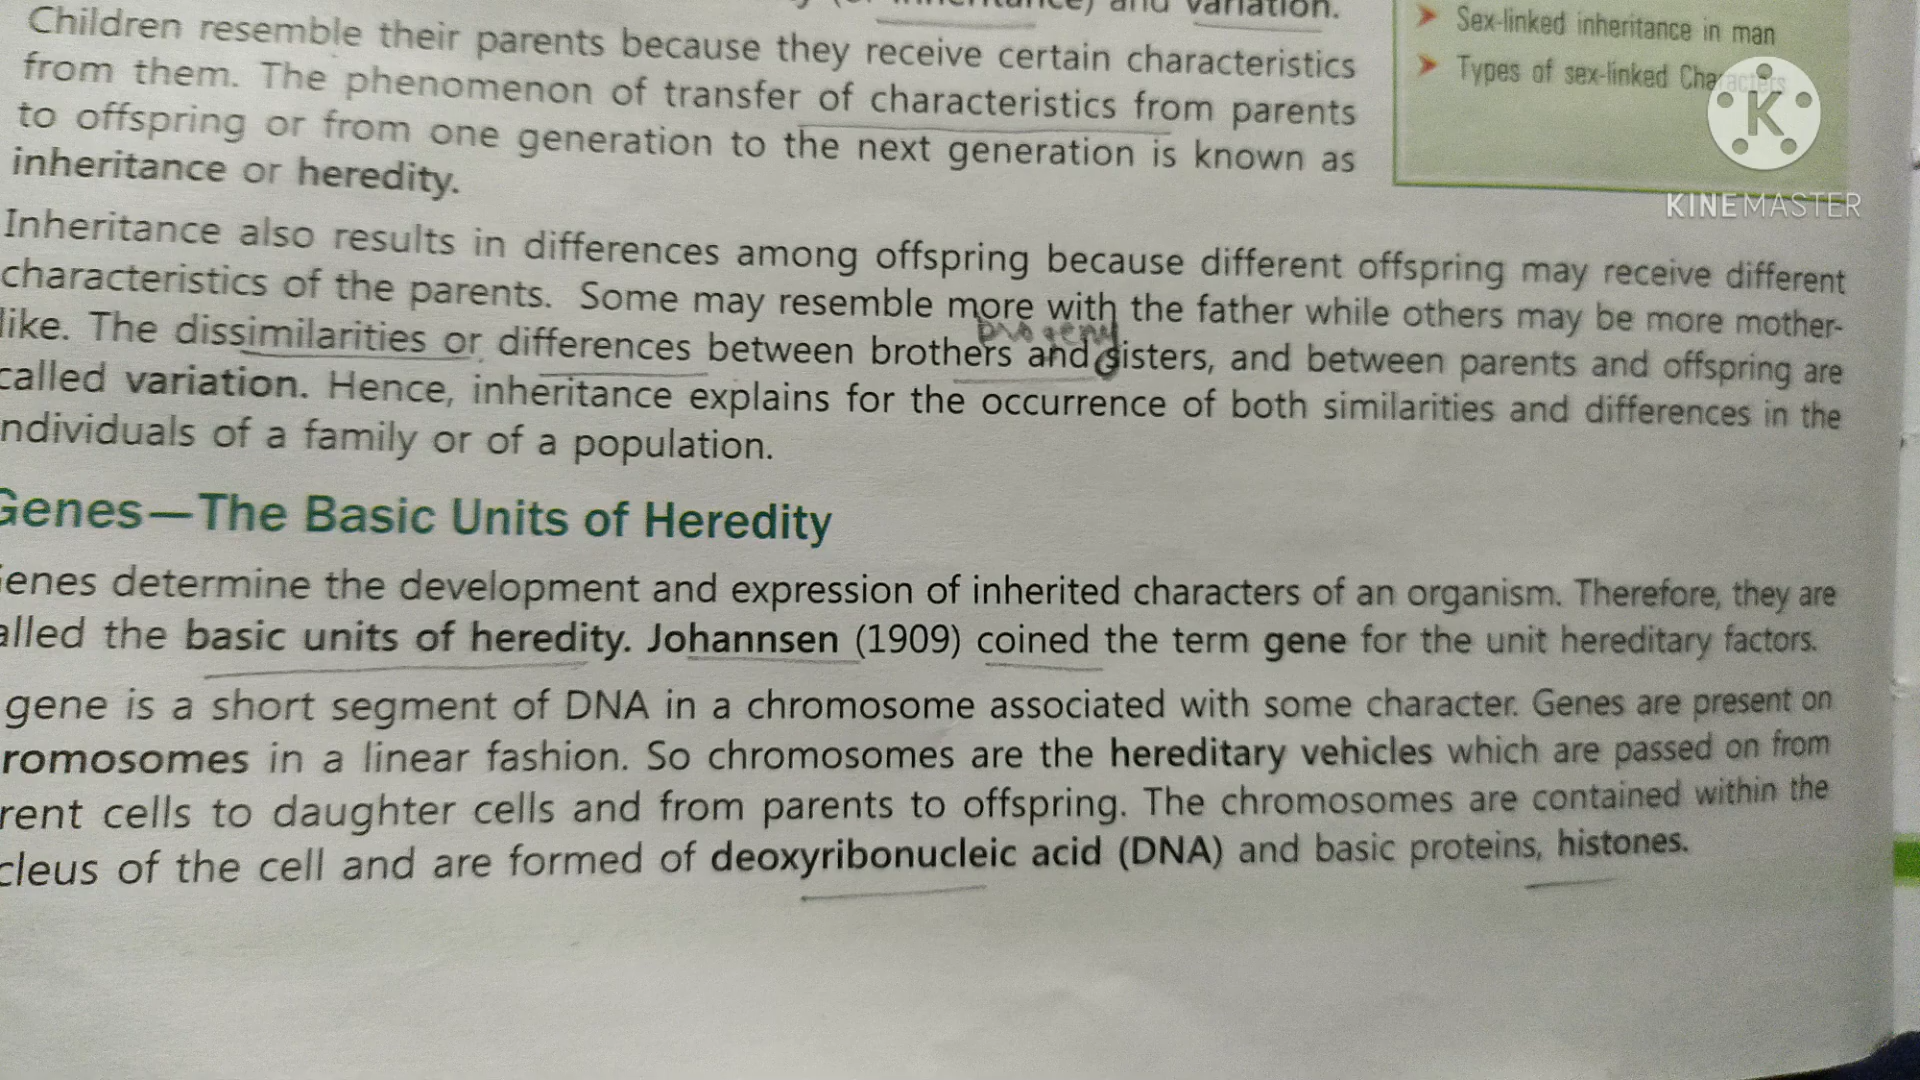 and variation.
Children resemble their parents because they receive certain characteristics
from them. The phenomenon of transfer of characteristics from parents
to offspring or from one generation to the next generation is known as
inheritance or heredity.
Sex-linked inheritance in man
Types of sex-linked Characters
K
KINEMASTER
Inheritance also results in differences among offspring because different offspring may receive different
characteristics of the parents. Some may resemble more with the father while others may be more mother-
like. The dissimilarities or differences between brothers and sisters, and between parents and offspring are
progeny
called variation. Hence, inheritance explains for the occurrence of both similarities and differences in the
ndividuals of a family or of a population.
Genes—The Basic Units of Heredity
enes determine the development and expression of inherited characters of an organism. Therefore, they are
alled the basic units of heredity. Johannsen (1909) coined the term gene for the unit hereditary factors.
gene is a short segment of DNA in a chromosome associated with some character. Genes are present on
romosomes in a linear fashion. So chromosomes are the hereditary vehicles which are passed on from
rent cells to daughter cells and from parents to offspring. The chromosomes are contained within the
cleus of the cell and are formed of deoxyribonucleic acid (DNA) and basic proteins, histones.